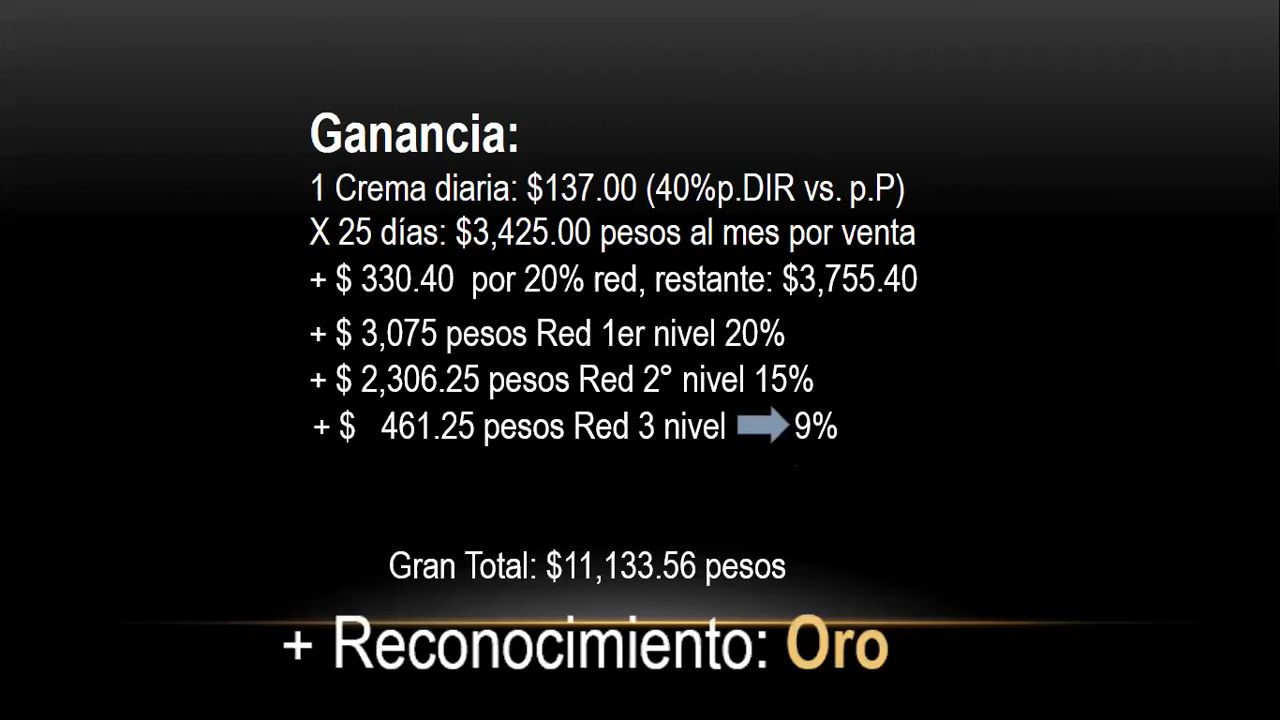 Ganancia:
1 Crema diaria: $137.00 (40%p.DIR vs. p.P)
X 25 días: $3,425.00 pesos al mes por venta
+ $ 330.40 por 20% red, restante: $3,755.40
+ $ 3,075 pesos Red 1er nivel 20%
+ $ 2,306.25 pesos Red 2° nivel 15%
+ $ 461.25 pesos Red 3 nivel 9%
Gran Total: $11,133.56 pesos
+ Reconocimiento: Oro